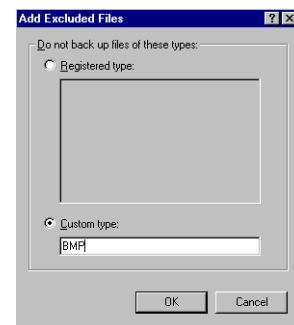 Add Excluded Files
Do not back up files of these types:
Registered type:
Custom type:
BMP
OK
Cancel